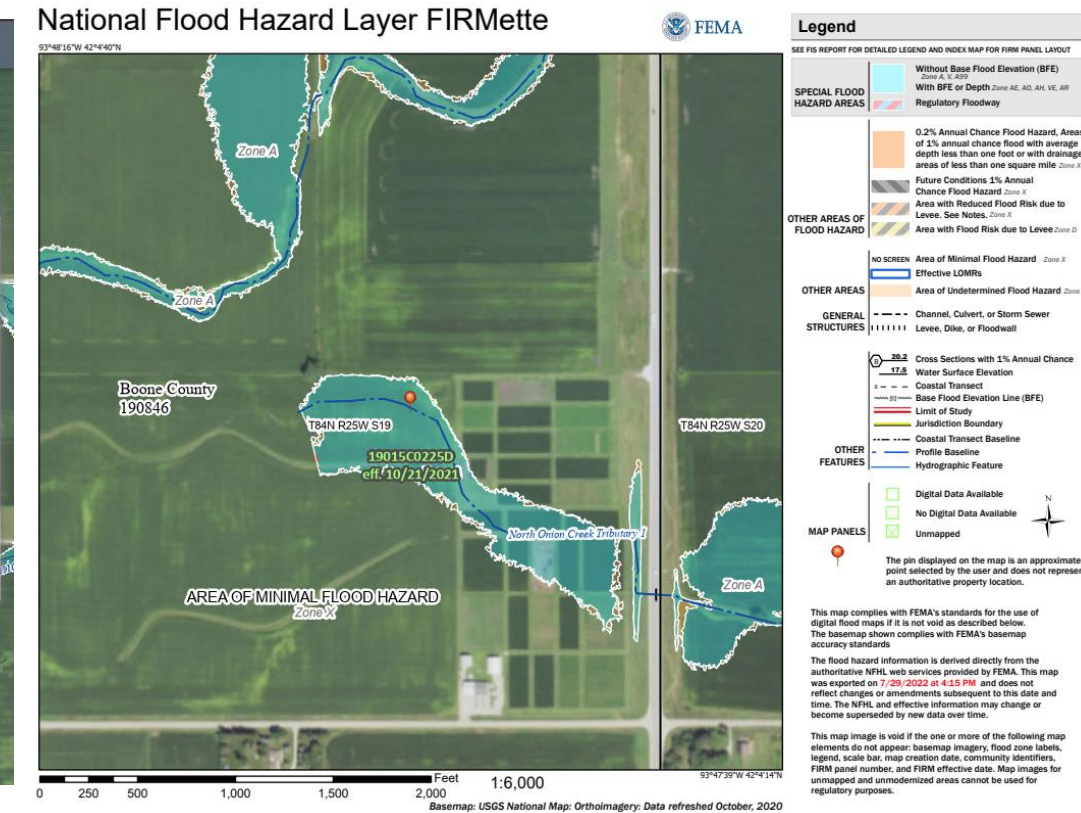 National Flood Hazard Layer FIRMette
FEMA
93°48'16"W 42°4'40"N
Zone A
Zone A
Boone County
190846
T84N R25W S19
T84N R25W S20
19015C0225D
eff. 10/21/2021
North Onion Creek Tributary 1
Zone A
AREA OF MINIMAL FLOOD HAZARD
Zone X
93°47'39"W 42°4'14"N
Feet
1:6,000
0 250 500 1,000 1,500 2,000
Basemap: USGS National Map: Orthoimagery: Data refreshed October, 2020
Legend
SEE FIS REPORT FOR DETAILED LEGEND AND INDEX MAP FOR FIRM PANEL LAYOUT
SPECIAL FLOOD
HAZARD AREAS
Without Base Flood Elevation (BFE)
Zone A, V, A99
With BFE or Depth Zone AE, AO, AH, VE, AR
Regulatory Floodway
0.2% Annual Chance Flood Hazard, Areas
of 1% annual chance flood with average
depth less than one foot or with drainage
areas of less than one square mile Zone X
Future Conditions 1% Annual
Chance Flood Hazard Zone X
Area with Reduced Flood Risk due to
Levee. See Notes. Zone X
Area with Flood Risk due to Levee Zone D
OTHER AREAS OF
FLOOD HAZARD
NO SCREEN Area of Minimal Flood Hazard Zone X
Effective LOMRs
OTHER AREAS
Area of Undetermined Flood Hazard Zone
GENERAL
STRUCTURES
Channel, Culvert, or Storm Sewer
Levee, Dike, or Floodwall
B 20.2 Cross Sections with 1% Annual Chance
17.5 Water Surface Elevation
Coastal Transect
Base Flood Elevation Line (BFE)
Limit of Study
Jurisdiction Boundary
Coastal Transect Baseline
OTHER
FEATURES
Profile Baseline
Hydrographic Feature
Digital Data Available
No Digital Data Available
Unmapped
MAP PANELS
N
The pin displayed on the map is an approximate
point selected by the user and does not represen
an authoritative property location.
This map complies with FEMA's standards for the use of
digital flood maps if it is not void as described below.
The basemap shown complies with FEMA's basemap
accuracy standards
The flood hazard information is derived directly from the
authoritative NFHL web services provided by FEMA. This map
was exported on 7/29/2022 at 4:15 PM and does not
reflect changes or amendments subsequent to this date and
time. The NFHL and effective information may change or
become superseded by new data over time.
This map image is void if the one or more of the following map
elements do not appear: basemap imagery, flood zone labels,
legend, scale bar, map creation date, community identifiers,
FIRM panel number, and FIRM effective date. Map images for
unmapped and unmodernized areas cannot be used for
regulatory purposes.